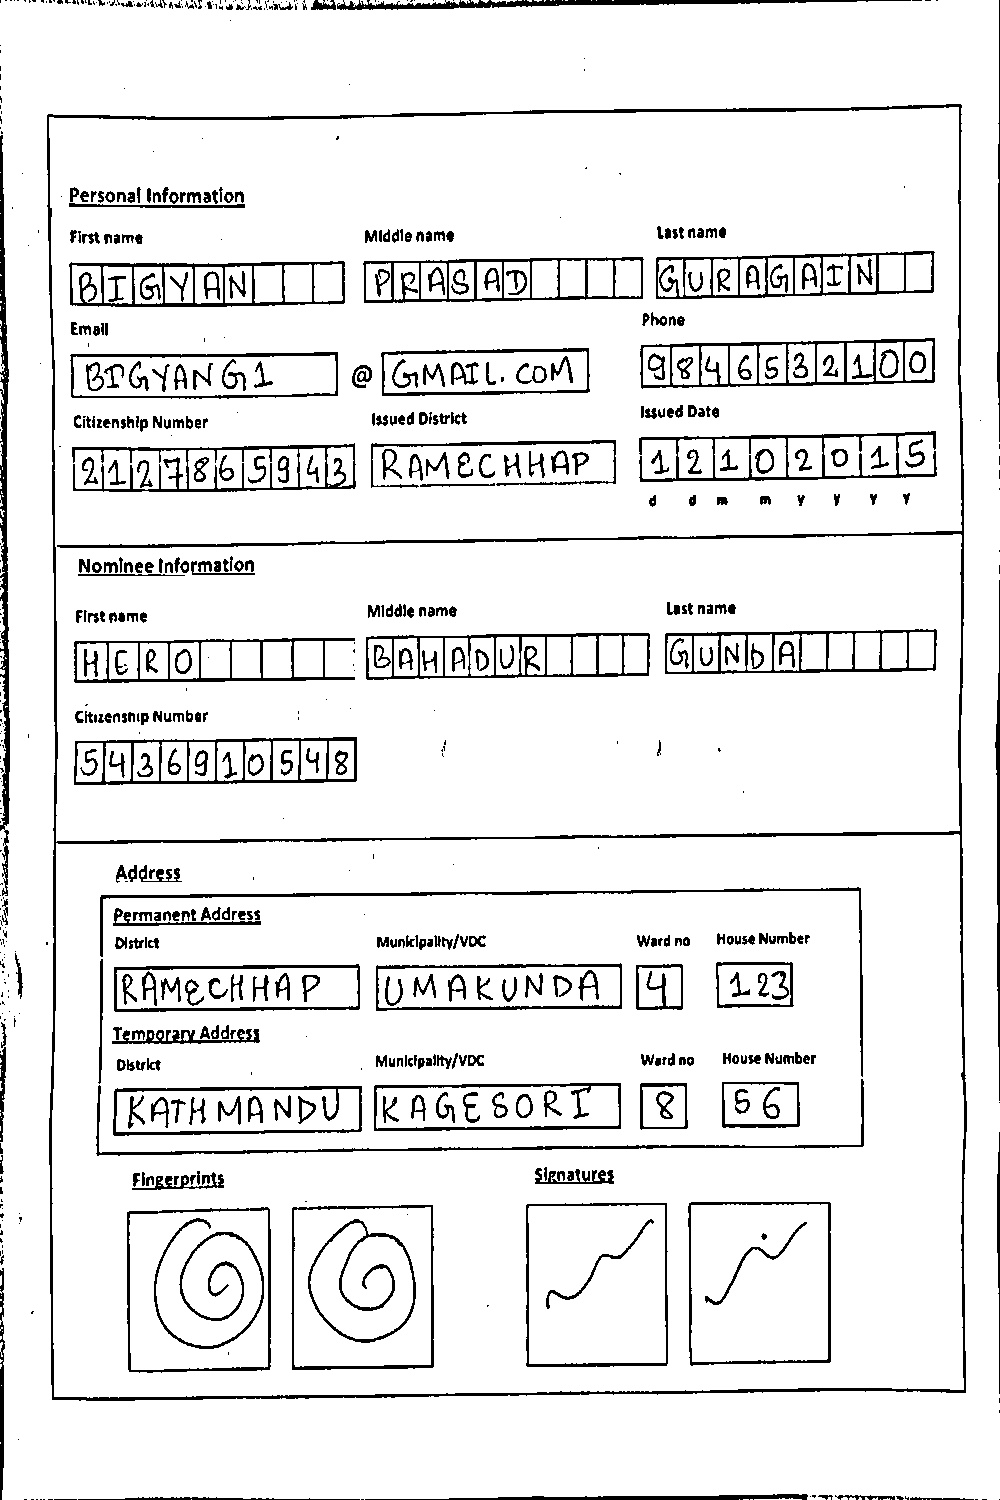 Personal Information
First name Middle name Last name
BIGYAN PRASAD GURAGAIN
Email Phone
BIGYANG1 @ GMAIL.COM 9846532100
Citizenship Number Issued District Issued Date
2127865943 RAMECHHAP 12102015
d d m m y y y y
Nominee Information
First name Middle name Last name
HERO BAHADUR GUNDA
Citizenship Number
5436910548
Address
Permanent Address
District Municipality/VDC Ward no House Number
RAMECHHAP UMAKUNDA 4 123
Temporary Address
District Municipality/VDC Ward no House Number
KATHMANDU KAGESORI 8 56
Fingerprints Signatures